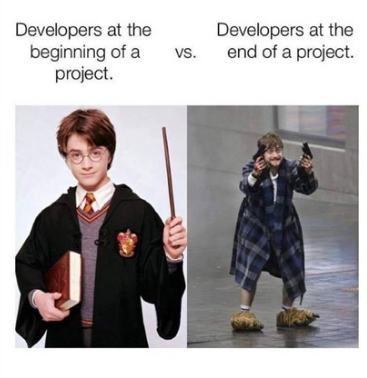 Developers at the
beginning of a
project.
vs.
Developers at the
end of a project.